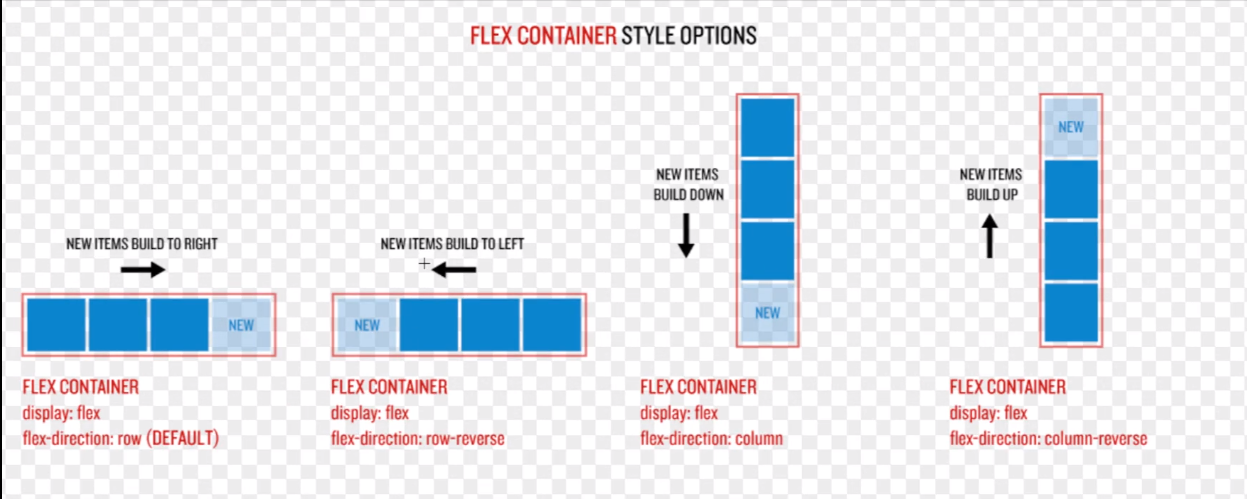 FLEX CONTAINER STYLE OPTIONS
NEW ITEMS BUILD TO RIGHT
NEW
FLEX CONTAINER
display: flex
flex-direction: row (DEFAULT)
NEW ITEMS BUILD TO LEFT
NEW
FLEX CONTAINER
display: flex
flex-direction: row-reverse
NEW ITEMS
BUILD DOWN
NEW
FLEX CONTAINER
display: flex
flex-direction: column
NEW ITEMS
BUILD UP
NEW
FLEX CONTAINER
display: flex
flex-direction: column-reverse